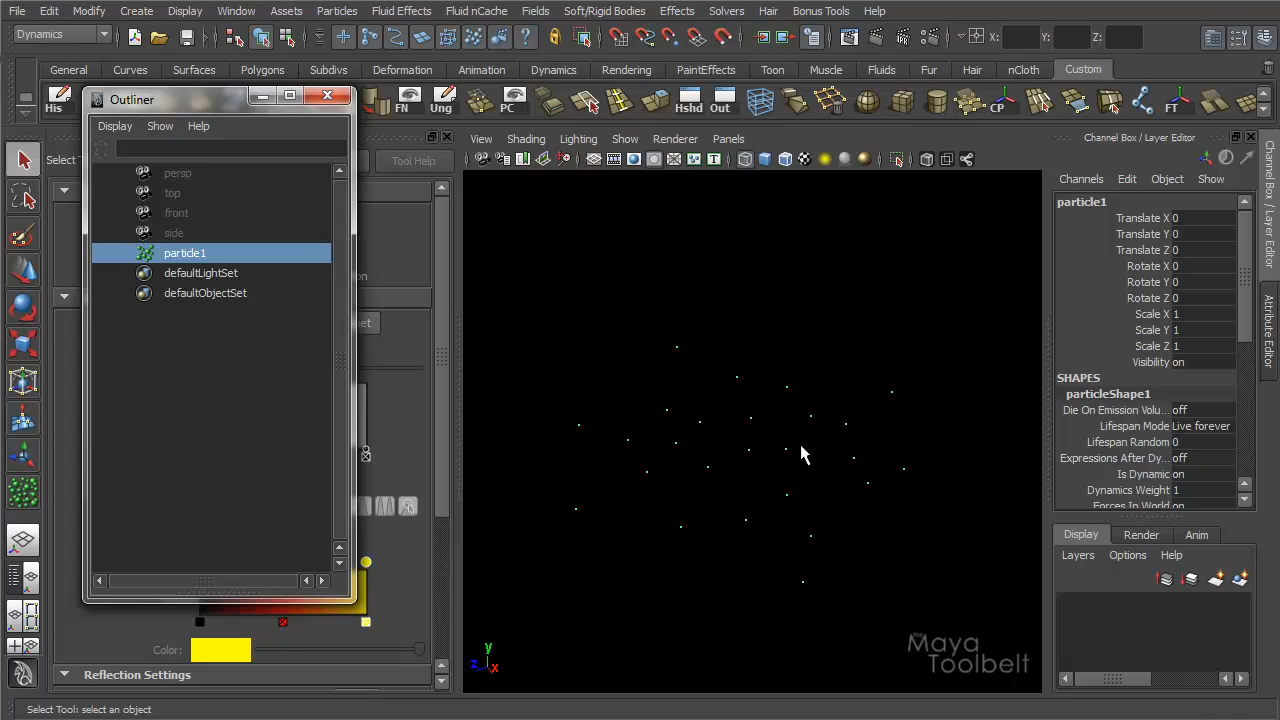 File Edit Modify Create Display Window Assets Particles Fluid Effects Fluid nCache Fields Soft/Rigid Bodies Effects Solvers Hair Bonus Tools Help
Dynamics X: Y: Z:
General Curves Surfaces Polygons Subdivs Deformation Animation Dynamics Rendering PaintEffects Toon Muscle Fluids Fur Hair nCloth Custom
His FN Ung PC Hshd Out CP FT
Outliner
Display Show Help
persp
top
front
side
particle1
defaultLightSet
defaultObjectSet
Tool Help
Color:
Reflection Settings
View Shading Lighting Show Renderer Panels
y
z x
the Maya
Toolbelt
Channel Box / Layer Editor
Channels Edit Object Show
particle1
Translate X 0
Translate Y 0
Translate Z 0
Rotate X 0
Rotate Y 0
Rotate Z 0
Scale X 1
Scale Y 1
Scale Z 1
Visibility on
SHAPES
particleShape1
Die On Emission Volu... off
Lifespan Mode Live forever
Lifespan Random 0
Expressions After Dy... off
Is Dynamic on
Dynamics Weight 1
Forces In World on
Display Render Anim
Layers Options Help
Channel Box / Layer Editor
Attribute Editor
Select Tool: select an object